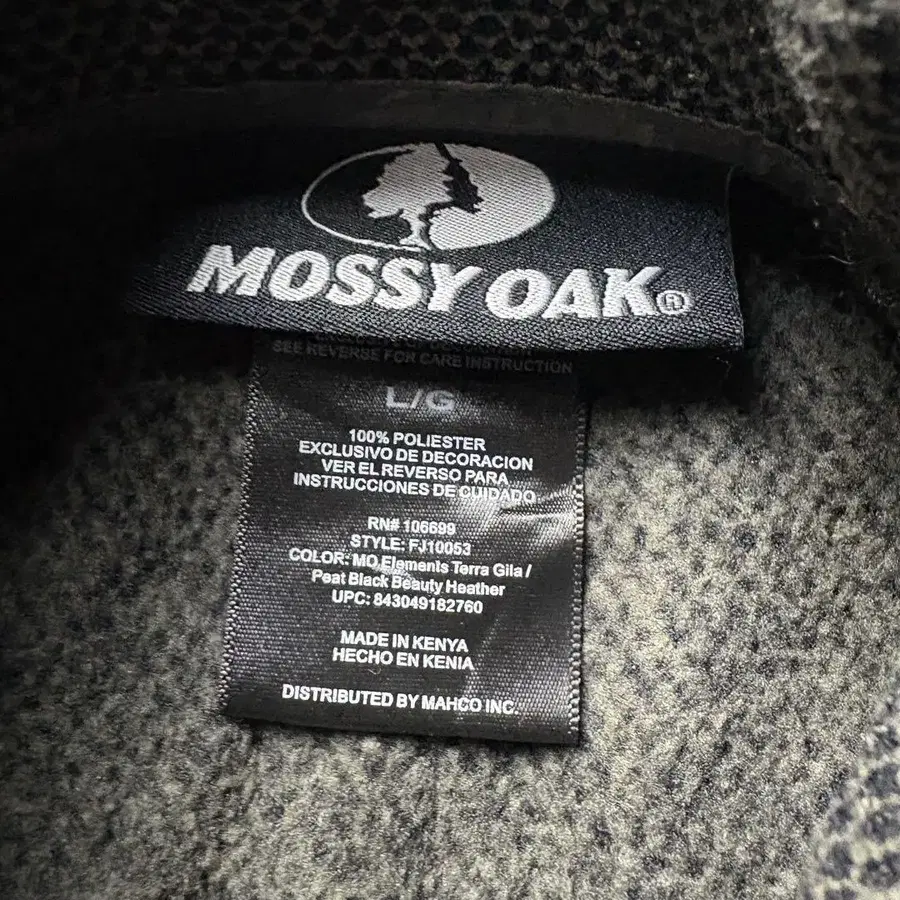 MOSSY OAK®
SEE REVERSE FOR CARE INSTRUCTION
L/G
100% POLIESTER
EXCLUSIVO DE DECORACION
VER EL REVERSO PARA
INSTRUCCIONES DE CUIDADO
RN# 106699
STYLE: FJ10053
COLOR: MO Elements Terra Gila /
Peat Black Beauty Heather
UPC: 843049182760
MADE IN KENYA
HECHO EN KENIA
DISTRIBUTED BY MAHCO INC.